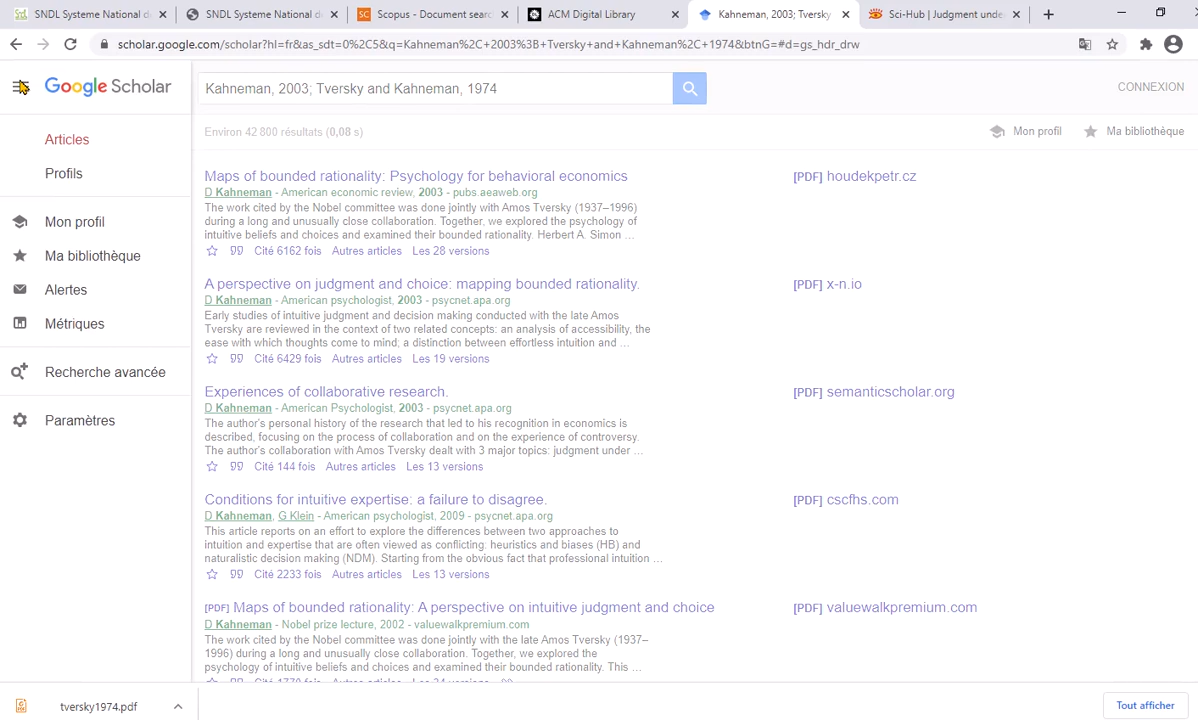 SNDL Systeme National d
SNDL Systeme National d
Scopus - Document searc
ACM Digital Library
Kahneman, 2003; Tversky
Sci-Hub | Judgment unde
scholar.google.com/scholar?hl=fr&as_sdt=0%2C5&q=Kahneman%2C+2003%3B+Tversky+and+Kahneman%2C+1974&btnG=#d=gs_hdr_drw
Google Scholar
Kahneman, 2003; Tversky and Kahneman, 1974
CONNEXION
Articles
Profils
Mon profil
Ma bibliothèque
Alertes
Métriques
Recherche avancée
Paramètres
Environ 42 800 résultats (0,08 s)
Mon profil
Ma bibliothèque
Maps of bounded rationality: Psychology for behavioral economics
[PDF] houdekpetr.cz
D Kahneman - American economic review, 2003 - pubs.aeaweb.org
The work cited by the Nobel committee was done jointly with Amos Tversky (1937–1996)
during a long and unusually close collaboration. Together, we explored the psychology of
intuitive beliefs and choices and examined their bounded rationality. Herbert A. Simon …
Cité 6162 fois Autres articles Les 28 versions
A perspective on judgment and choice: mapping bounded rationality.
[PDF] x-n.io
D Kahneman - American psychologist, 2003 - psycnet.apa.org
Early studies of intuitive judgment and decision making conducted with the late Amos
Tversky are reviewed in the context of two related concepts: an analysis of accessibility, the
ease with which thoughts come to mind; a distinction between effortless intuition and …
Cité 6429 fois Autres articles Les 19 versions
Experiences of collaborative research.
[PDF] semanticscholar.org
D Kahneman - American Psychologist, 2003 - psycnet.apa.org
The author's personal history of the research that led to his recognition in economics is
described, focusing on the process of collaboration and on the experience of controversy.
The author's collaboration with Amos Tversky dealt with 3 major topics: judgment under …
Cité 144 fois Autres articles Les 13 versions
Conditions for intuitive expertise: a failure to disagree.
[PDF] cscfhs.com
D Kahneman, G Klein - American psychologist, 2009 - psycnet.apa.org
This article reports on an effort to explore the differences between two approaches to
intuition and expertise that are often viewed as conflicting: heuristics and biases (HB) and
naturalistic decision making (NDM). Starting from the obvious fact that professional intuition …
Cité 2233 fois Autres articles Les 13 versions
[PDF] Maps of bounded rationality: A perspective on intuitive judgment and choice
[PDF] valuewalkpremium.com
D Kahneman - Nobel prize lecture, 2002 - valuewalkpremium.com
The work cited by the Nobel committee was done jointly with the late Amos Tversky (1937–
1996) during a long and unusually close collaboration. Together, we explored the
psychology of intuitive beliefs and choices and examined their bounded rationality. This …
tversky1974.pdf
Tout afficher